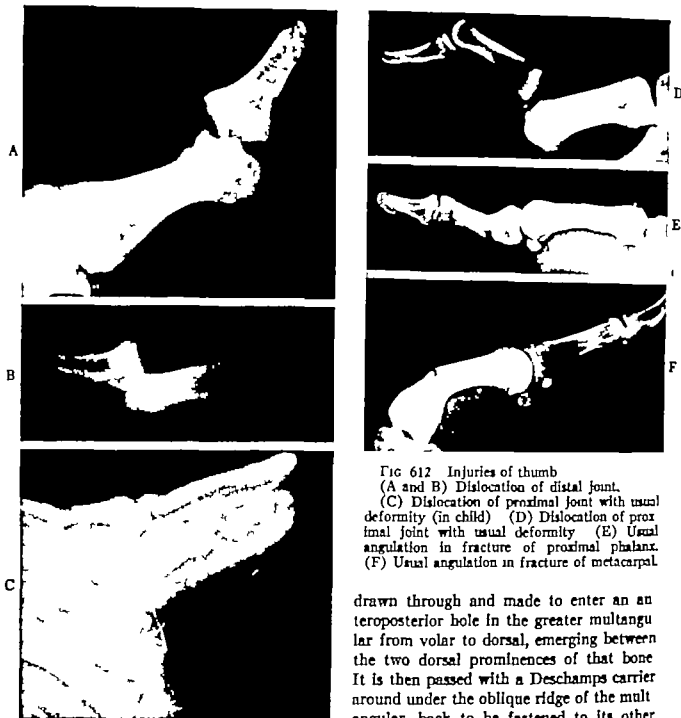 A
B
C
D
E
F
FIG 612 Injuries of thumb
(A and B) Dislocation of distal joint.
(C) Dislocation of proximal joint with usual
deformity (in child) (D) Dislocation of prox
imal joint with usual deformity (E) Usual
angulation in fracture of proximal phalanx.
(F) Usual angulation in fracture of metacarpal
drawn through and made to enter an an
teroposterior hole in the greater multangu
lar from volar to dorsal, emerging between
the two dorsal prominences of that bone
It is then passed with a Deschamps carrier
around under the oblique ridge of the mult
angular, back to be fastened to its other